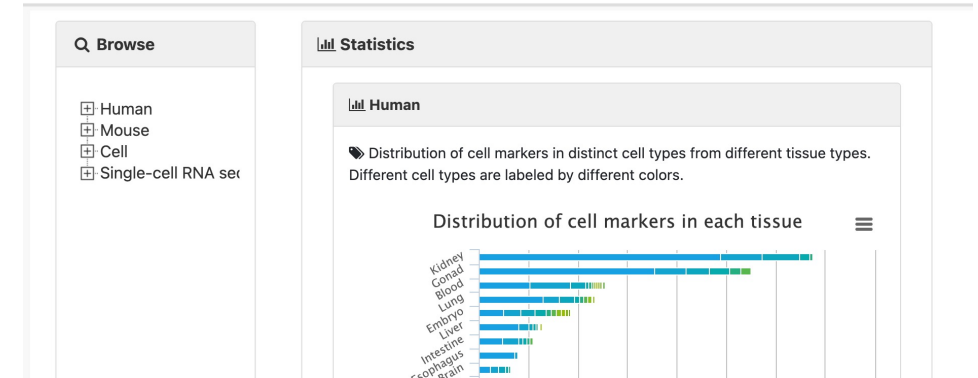 Browse
Human
Mouse
Cell
Single-cell RNA
Statistics
Human
Distribution of cell markers in distinct cell types from different tissue types.
Different cell types are labeled by different colors.
Distribution of cell markers in each tissue
Kidney
Gonad
Blood
Lung
Embryo
Liver
Intestine
Esophagus
Brain